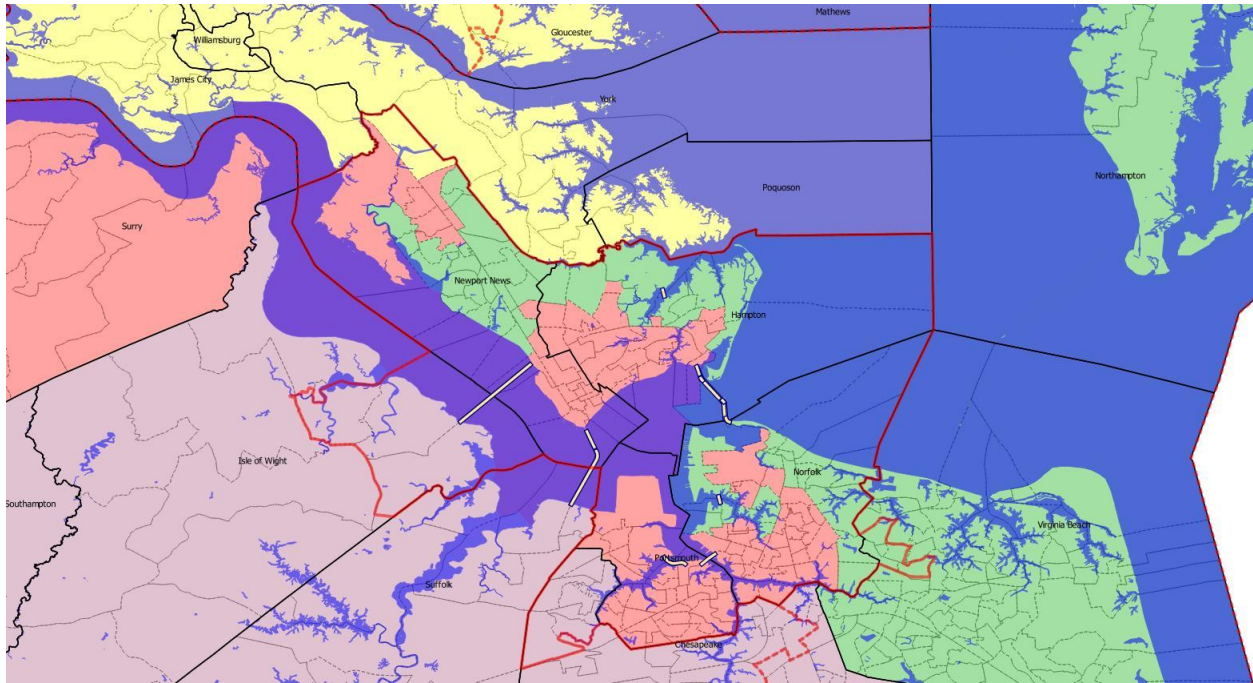 Mathews
Gloucester
Williamsburg
James City
York
Northampton
Poquoson
Surry
Newport News
Hampton
Isle of Wight
Norfolk
Southampton
Virginia Beach
Portsmouth
Suffolk
Chesapeake